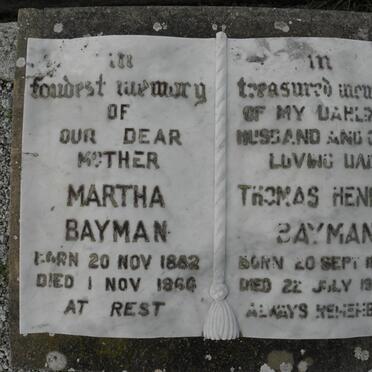 in
fondest memory
OF
OUR DEAR
MOTHER
MARTHA
BAYMAN
BORN 20 NOV 1882
DIED 1 NOV 1966
AT REST
in
treasured
OF MY
HUSBAND AND
LOVING
THOMAS
BAYMAN
BORN 20 SEPT
DIED 22 JULY
ALWAYS